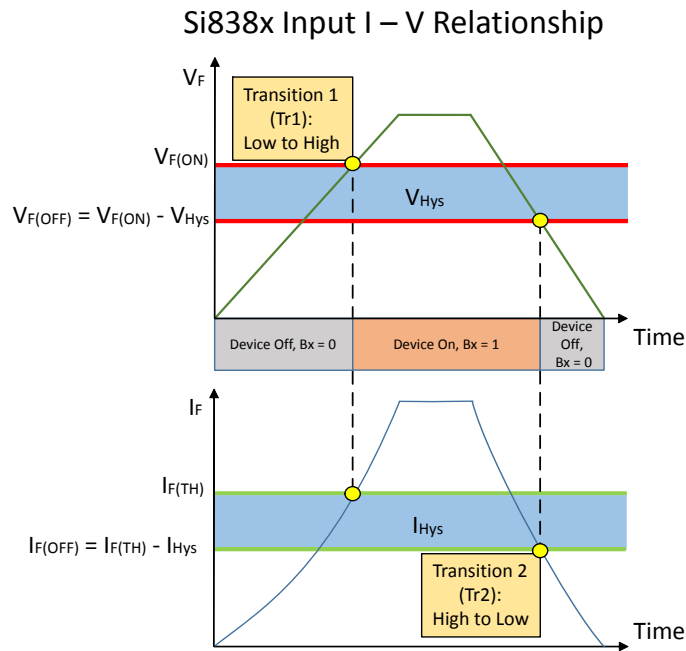 Si838x Input I – V Relationship
VF
Transition 1
(Tr1):
Low to High
VF(ON)
VHys
VF(OFF) = VF(ON) - VHys
Device Off, Bx = 0
Device On, Bx = 1
Device
Off,
Bx = 0
Time
IF
IF(TH)
IHys
IF(OFF) = IF(TH) - IHys
Transition 2
(Tr2):
High to Low
Time